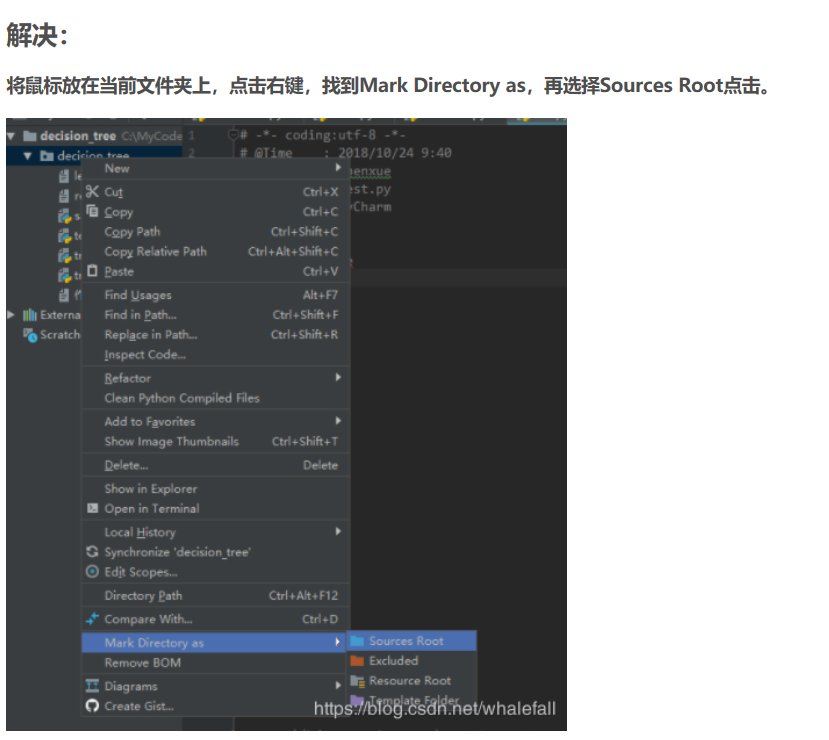 解决：
将鼠标放在当前文件夹上，点击右键，找到Mark Directory as，再选择Sources Root点击。
decision_tree C:\MyCode
1
# -*- coding:utf-8 -*-
decision_tree
2
# @Time : 2018/10/24 9:40
New
Cut Ctrl+X
Copy Ctrl+C
Copy Path Ctrl+Shift+C
Copy Relative Path Ctrl+Alt+Shift+C
Paste Ctrl+V
Find Usages Alt+F7
Find in Path... Ctrl+Shift+F
Replace in Path... Ctrl+Shift+R
Inspect Code...
Refactor
Clean Python Compiled Files
Add to Favorites
Show Image Thumbnails Ctrl+Shift+T
Delete... Delete
Show in Explorer
Open in Terminal
Local History
Synchronize 'decision_tree'
Edit Scopes...
Directory Path Ctrl+Alt+F12
Compare With... Ctrl+D
Mark Directory as
Remove BOM
Diagrams
Create Gist...
Sources Root
Excluded
Resource Root
Template Folder
https://blog.csdn.net/whalefall
enxue
est.py
Charm
Externa
Scratch